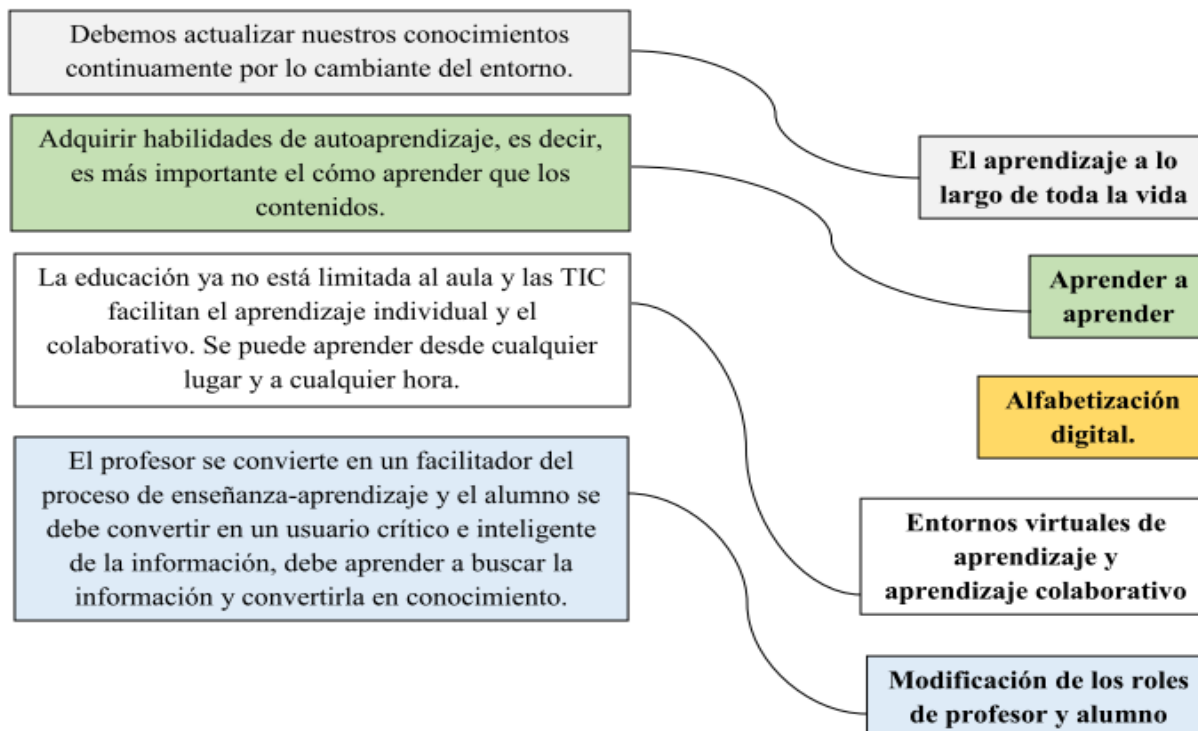 Debemos actualizar nuestros conocimientos
continuamente por lo cambiante del entorno.
Adquirir habilidades de autoaprendizaje, es decir,
es más importante el cómo aprender que los
contenidos.
La educación ya no está limitada al aula y las TIC
facilitan el aprendizaje individual y el
colaborativo. Se puede aprender desde cualquier
lugar y a cualquier hora.
El profesor se convierte en un facilitador del
proceso de enseñanza-aprendizaje y el alumno se
debe convertir en un usuario crítico e inteligente
de la información, debe aprender a buscar la
información y convertirla en conocimiento.
El aprendizaje a lo
largo de toda la vida
Aprender a
aprender
Alfabetización
digital.
Entornos virtuales de
aprendizaje y
aprendizaje colaborativo
Modificación de los roles
de profesor y alumno